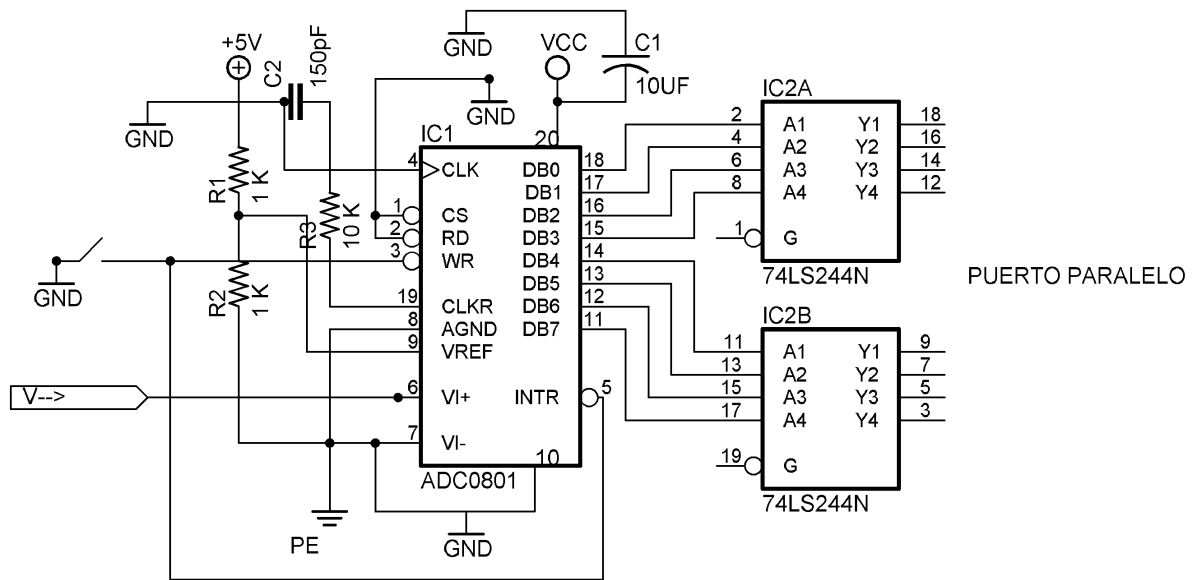 +5V
C2
150pF
GND
GND
VCC
C1
10UF
GND
R1
1 K
R2
1 K
R3
10 K
GND
V-->
PE
GND
IC1
20
4 CLK
1 CS
2 RD
3 WR
19 CLKR
8 AGND
9 VREF
6 VI+
7 VI-
DB0 18
DB1 17
DB2 16
DB3 15
DB4 14
DB5 13
DB6 12
DB7 11
INTR 5
10
ADC0801
IC2A
2 A1 Y1 18
4 A2 Y2 16
6 A3 Y3 14
8 A4 Y4 12
1 G
74LS244N
PUERTO PARALELO
IC2B
11 A1 Y1 9
13 A2 Y2 7
15 A3 Y3 5
17 A4 Y4 3
19 G
74LS244N